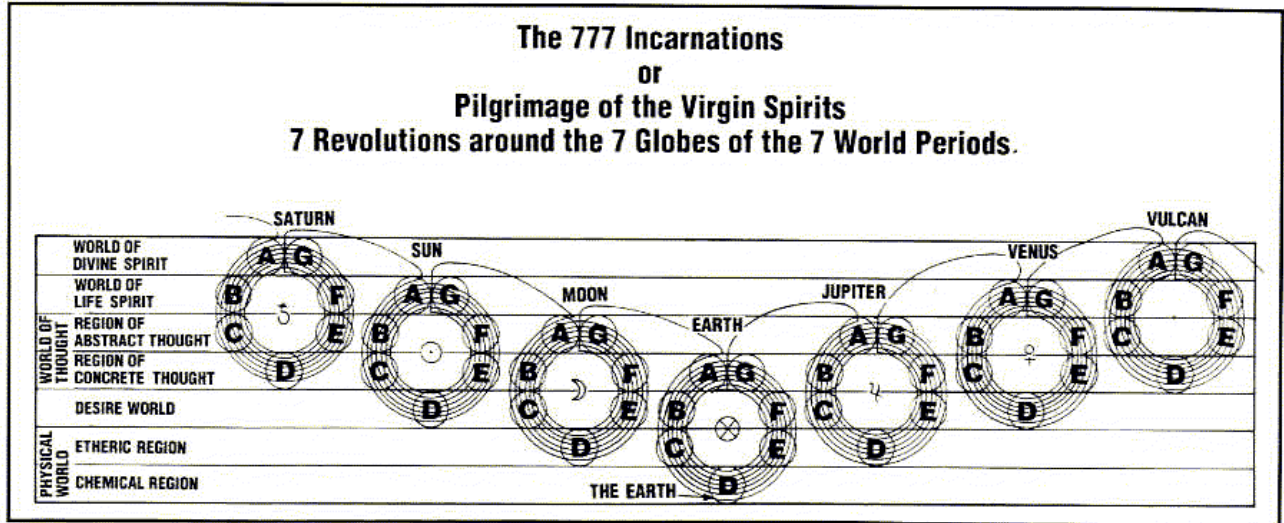 The 777 Incarnations
or
Pilgrimage of the Virgin Spirits
7 Revolutions around the 7 Globes of the 7 World Periods.
SATURN
SUN
MOON
EARTH
JUPITER
VENUS
VULCAN
WORLD OF
DIVINE SPIRIT
WORLD OF
LIFE SPIRIT
WORLD OF
THOUGHT
REGION OF
ABSTRACT THOUGHT
REGION OF
CONCRETE THOUGHT
DESIRE WORLD
PHYSICAL
WORLD
ETHERIC REGION
CHEMICAL REGION
THE EARTH
A G
B F
C E
D
A G
B F
C E
D
A G
B F
C E
D
A G
B F
C E
D
A G
B F
C E
D
A G
B F
C E
D
A G
B F
C E
D